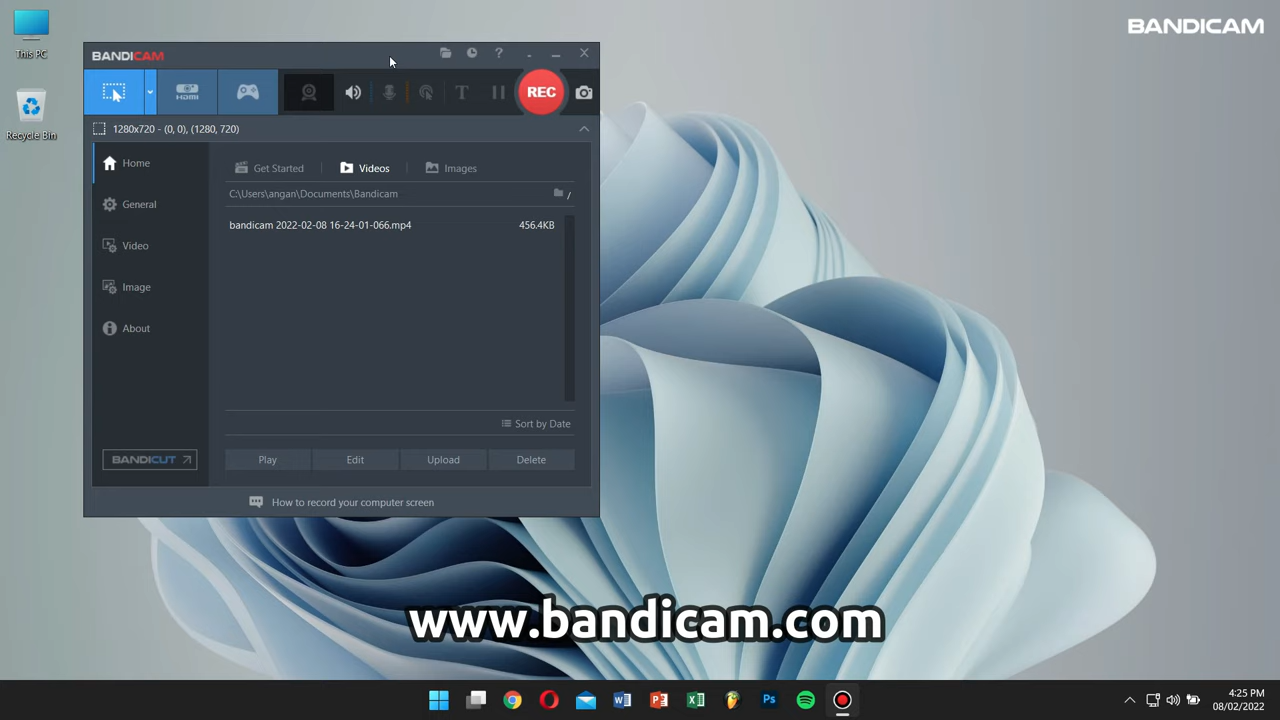 This PC
Recycle Bin
BANDICAM
BANDICAM
?
HDMI
T
REC
1280x720 - (0, 0), (1280, 720)
Home
General
Video
Image
About
BANDICUT
Get Started
Videos
Images
C:\Users\angan\Documents\Bandicam
/
bandicam 2022-02-08 16-24-01-066.mp4 456.4KB
Sort by Date
Play Edit Upload Delete
How to record your computer screen
www.bandicam.com
4:25 PM
08/02/2022